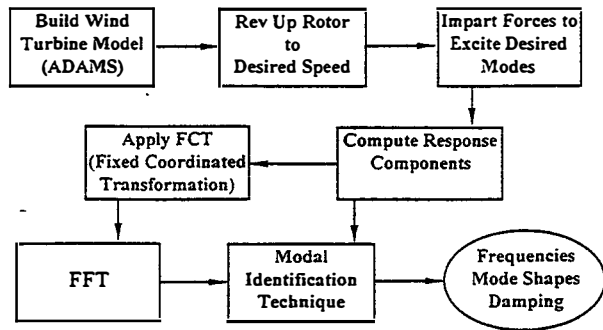 Build Wind
Turbine Model
(ADAMS)
Rev Up Rotor
to
Desired Speed
Impart Forces to
Excite Desired
Modes
Apply FCT
(Fixed Coordinated
Transformation)
Compute Response
Components
FFT
Modal
Identification
Technique
Frequencies
Mode Shapes
Damping